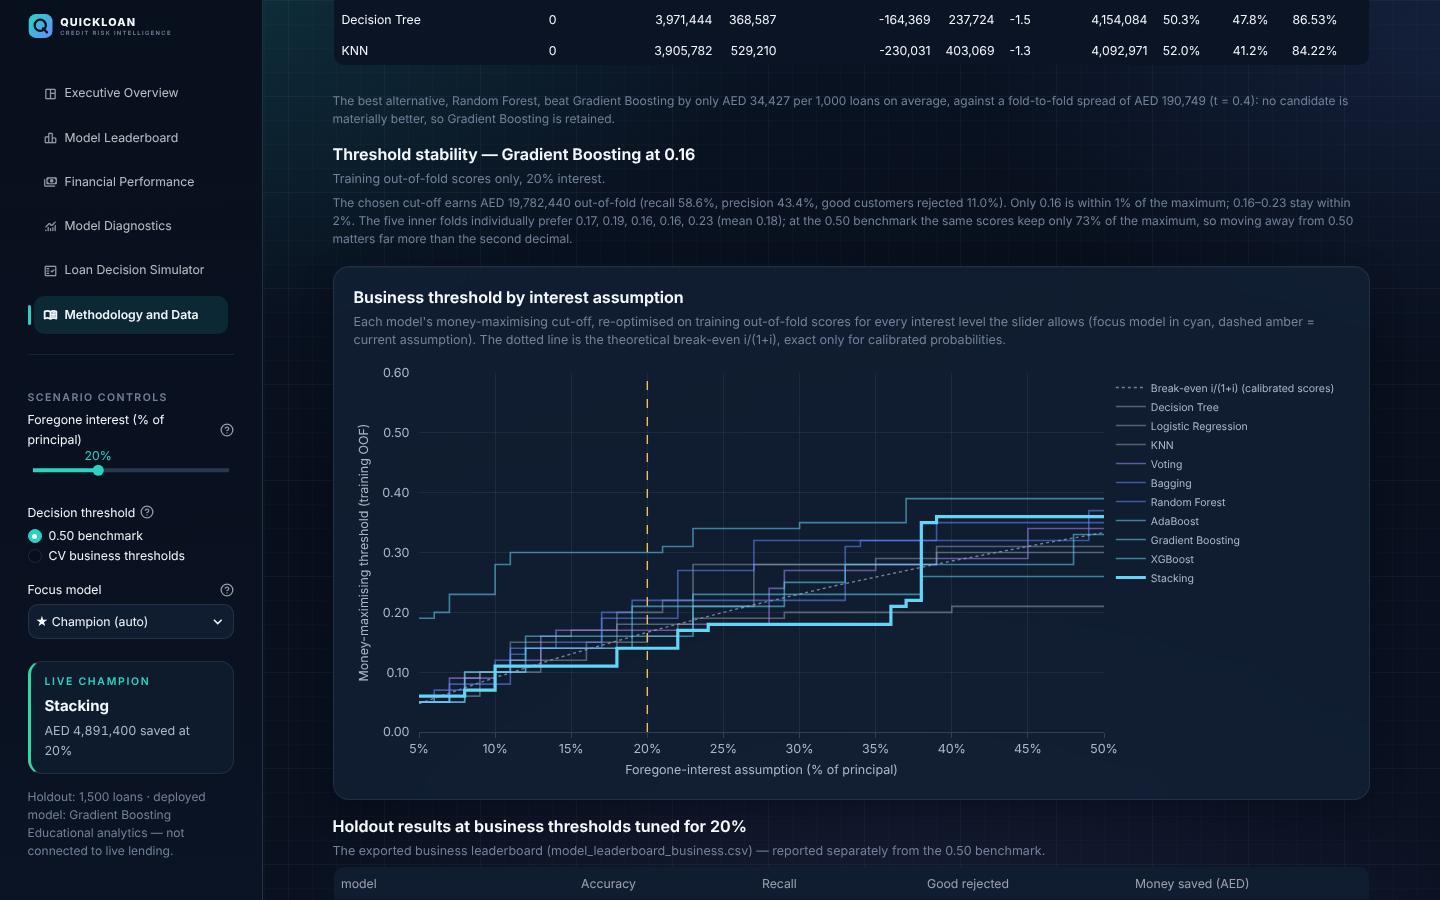 QUICKLOAN
CREDIT RISK INTELLIGENCE
Executive Overview
Model Leaderboard
Financial Performance
Model Diagnostics
Loan Decision Simulator
Methodology and Data
SCENARIO CONTROLS
Foregone interest (% of
principal)
20%
Decision threshold
0.50 benchmark
CV business thresholds
Focus model
★ Champion (auto)
LIVE CHAMPION
Stacking
AED 4,891,400 saved at
20%
Holdout: 1,500 loans · deployed
model: Gradient Boosting
Educational analytics — not
connected to live lending.
Decision Tree 0 3,971,444 368,587 -164,369 237,724 -1.5 4,154,084 50.3% 47.8% 86.53%
KNN 0 3,905,782 529,210 -230,031 403,069 -1.3 4,092,971 52.0% 41.2% 84.22%
The best alternative, Random Forest, beat Gradient Boosting by only AED 34,427 per 1,000 loans on average, against a fold-to-fold spread of AED 190,749 (t = 0.4): no candidate is
materially better, so Gradient Boosting is retained.
Threshold stability — Gradient Boosting at 0.16
Training out-of-fold scores only, 20% interest.
The chosen cut-off earns AED 19,782,440 out-of-fold (recall 58.6%, precision 43.4%, good customers rejected 11.0%). Only 0.16 is within 1% of the maximum; 0.16–0.23 stay within
2%. The five inner folds individually prefer 0.17, 0.19, 0.16, 0.16, 0.23 (mean 0.18); at the 0.50 benchmark the same scores keep only 73% of the maximum, so moving away from 0.50
matters far more than the second decimal.
Business threshold by interest assumption
Each model's money-maximising cut-off, re-optimised on training out-of-fold scores for every interest level the slider allows (focus model in cyan, dashed amber =
current assumption). The dotted line is the theoretical break-even i/(1+i), exact only for calibrated probabilities.
Money-maximising threshold (training OOF)
0.60
0.50
0.40
0.30
0.20
0.10
0.00
5% 10% 15% 20% 25% 30% 35% 40% 45% 50%
Foregone-interest assumption (% of principal)
Break-even i/(1+i) (calibrated scores)
Decision Tree
Logistic Regression
KNN
Voting
Bagging
Random Forest
AdaBoost
Gradient Boosting
XGBoost
Stacking
Holdout results at business thresholds tuned for 20%
The exported business leaderboard (model_leaderboard_business.csv) — reported separately from the 0.50 benchmark.
model Accuracy Recall Good rejected Money saved (AED)